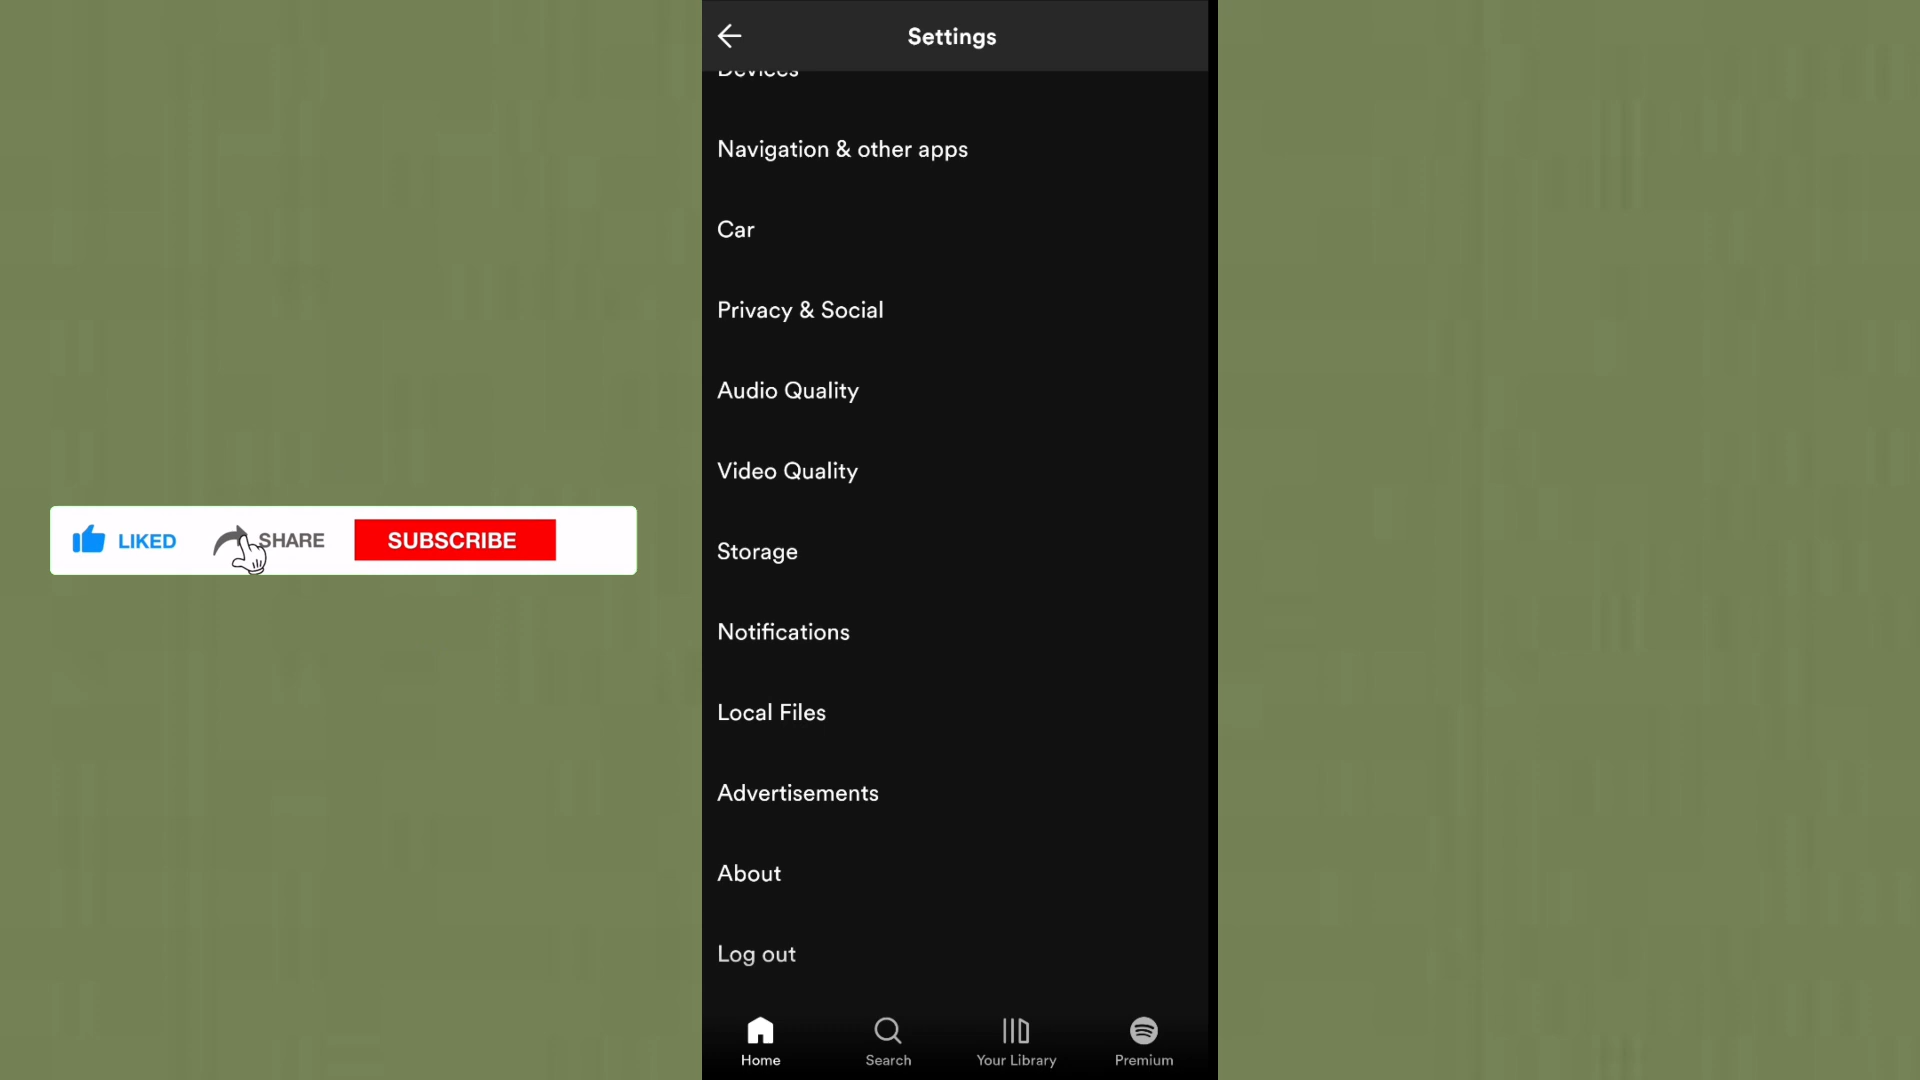 Settings
Devices
Navigation & other apps
Car
Privacy & Social
Audio Quality
Video Quality
Storage
Notifications
Local Files
Advertisements
About
Log out
Home Search Your Library Premium
LIKED SHARE SUBSCRIBE